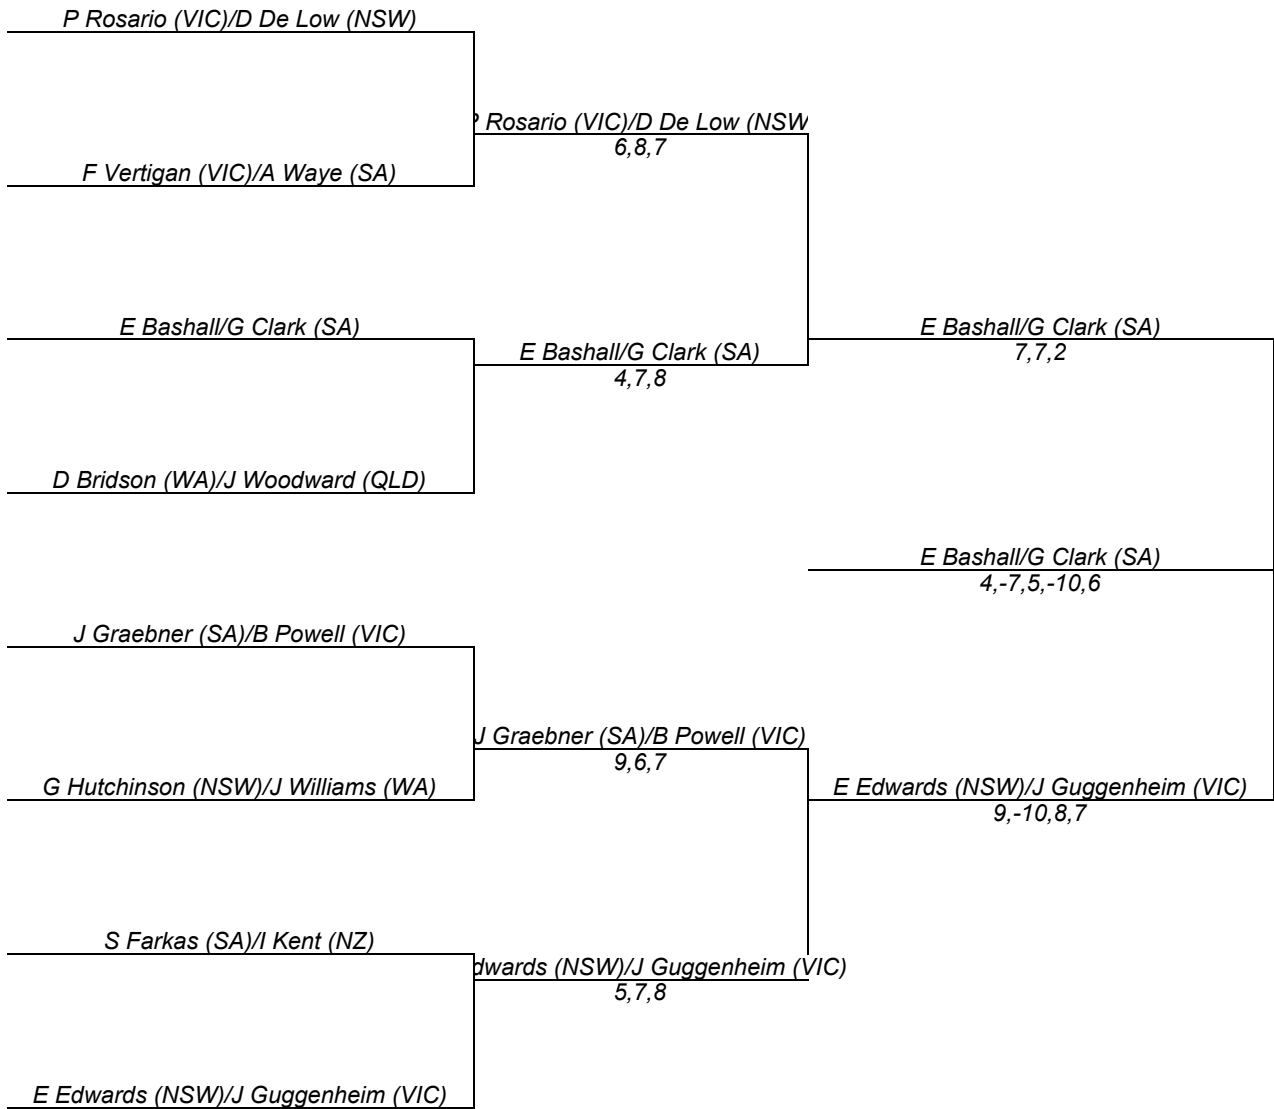 P Rosario (VIC)/D De Low (NSW)
P Rosario (VIC)/D De Low (NSW
6,8,7
F Vertigan (VIC)/A Waye (SA)
E Bashall/G Clark (SA)
E Bashall/G Clark (SA)
7,7,2
E Bashall/G Clark (SA)
4,7,8
D Bridson (WA)/J Woodward (QLD)
E Bashall/G Clark (SA)
4,-7,5,-10,6
J Graebner (SA)/B Powell (VIC)
J Graebner (SA)/B Powell (VIC)
9,6,7
G Hutchinson (NSW)/J Williams (WA)
E Edwards (NSW)/J Guggenheim (VIC)
9,-10,8,7
S Farkas (SA)/I Kent (NZ)
dwards (NSW)/J Guggenheim (VIC)
5,7,8
E Edwards (NSW)/J Guggenheim (VIC)